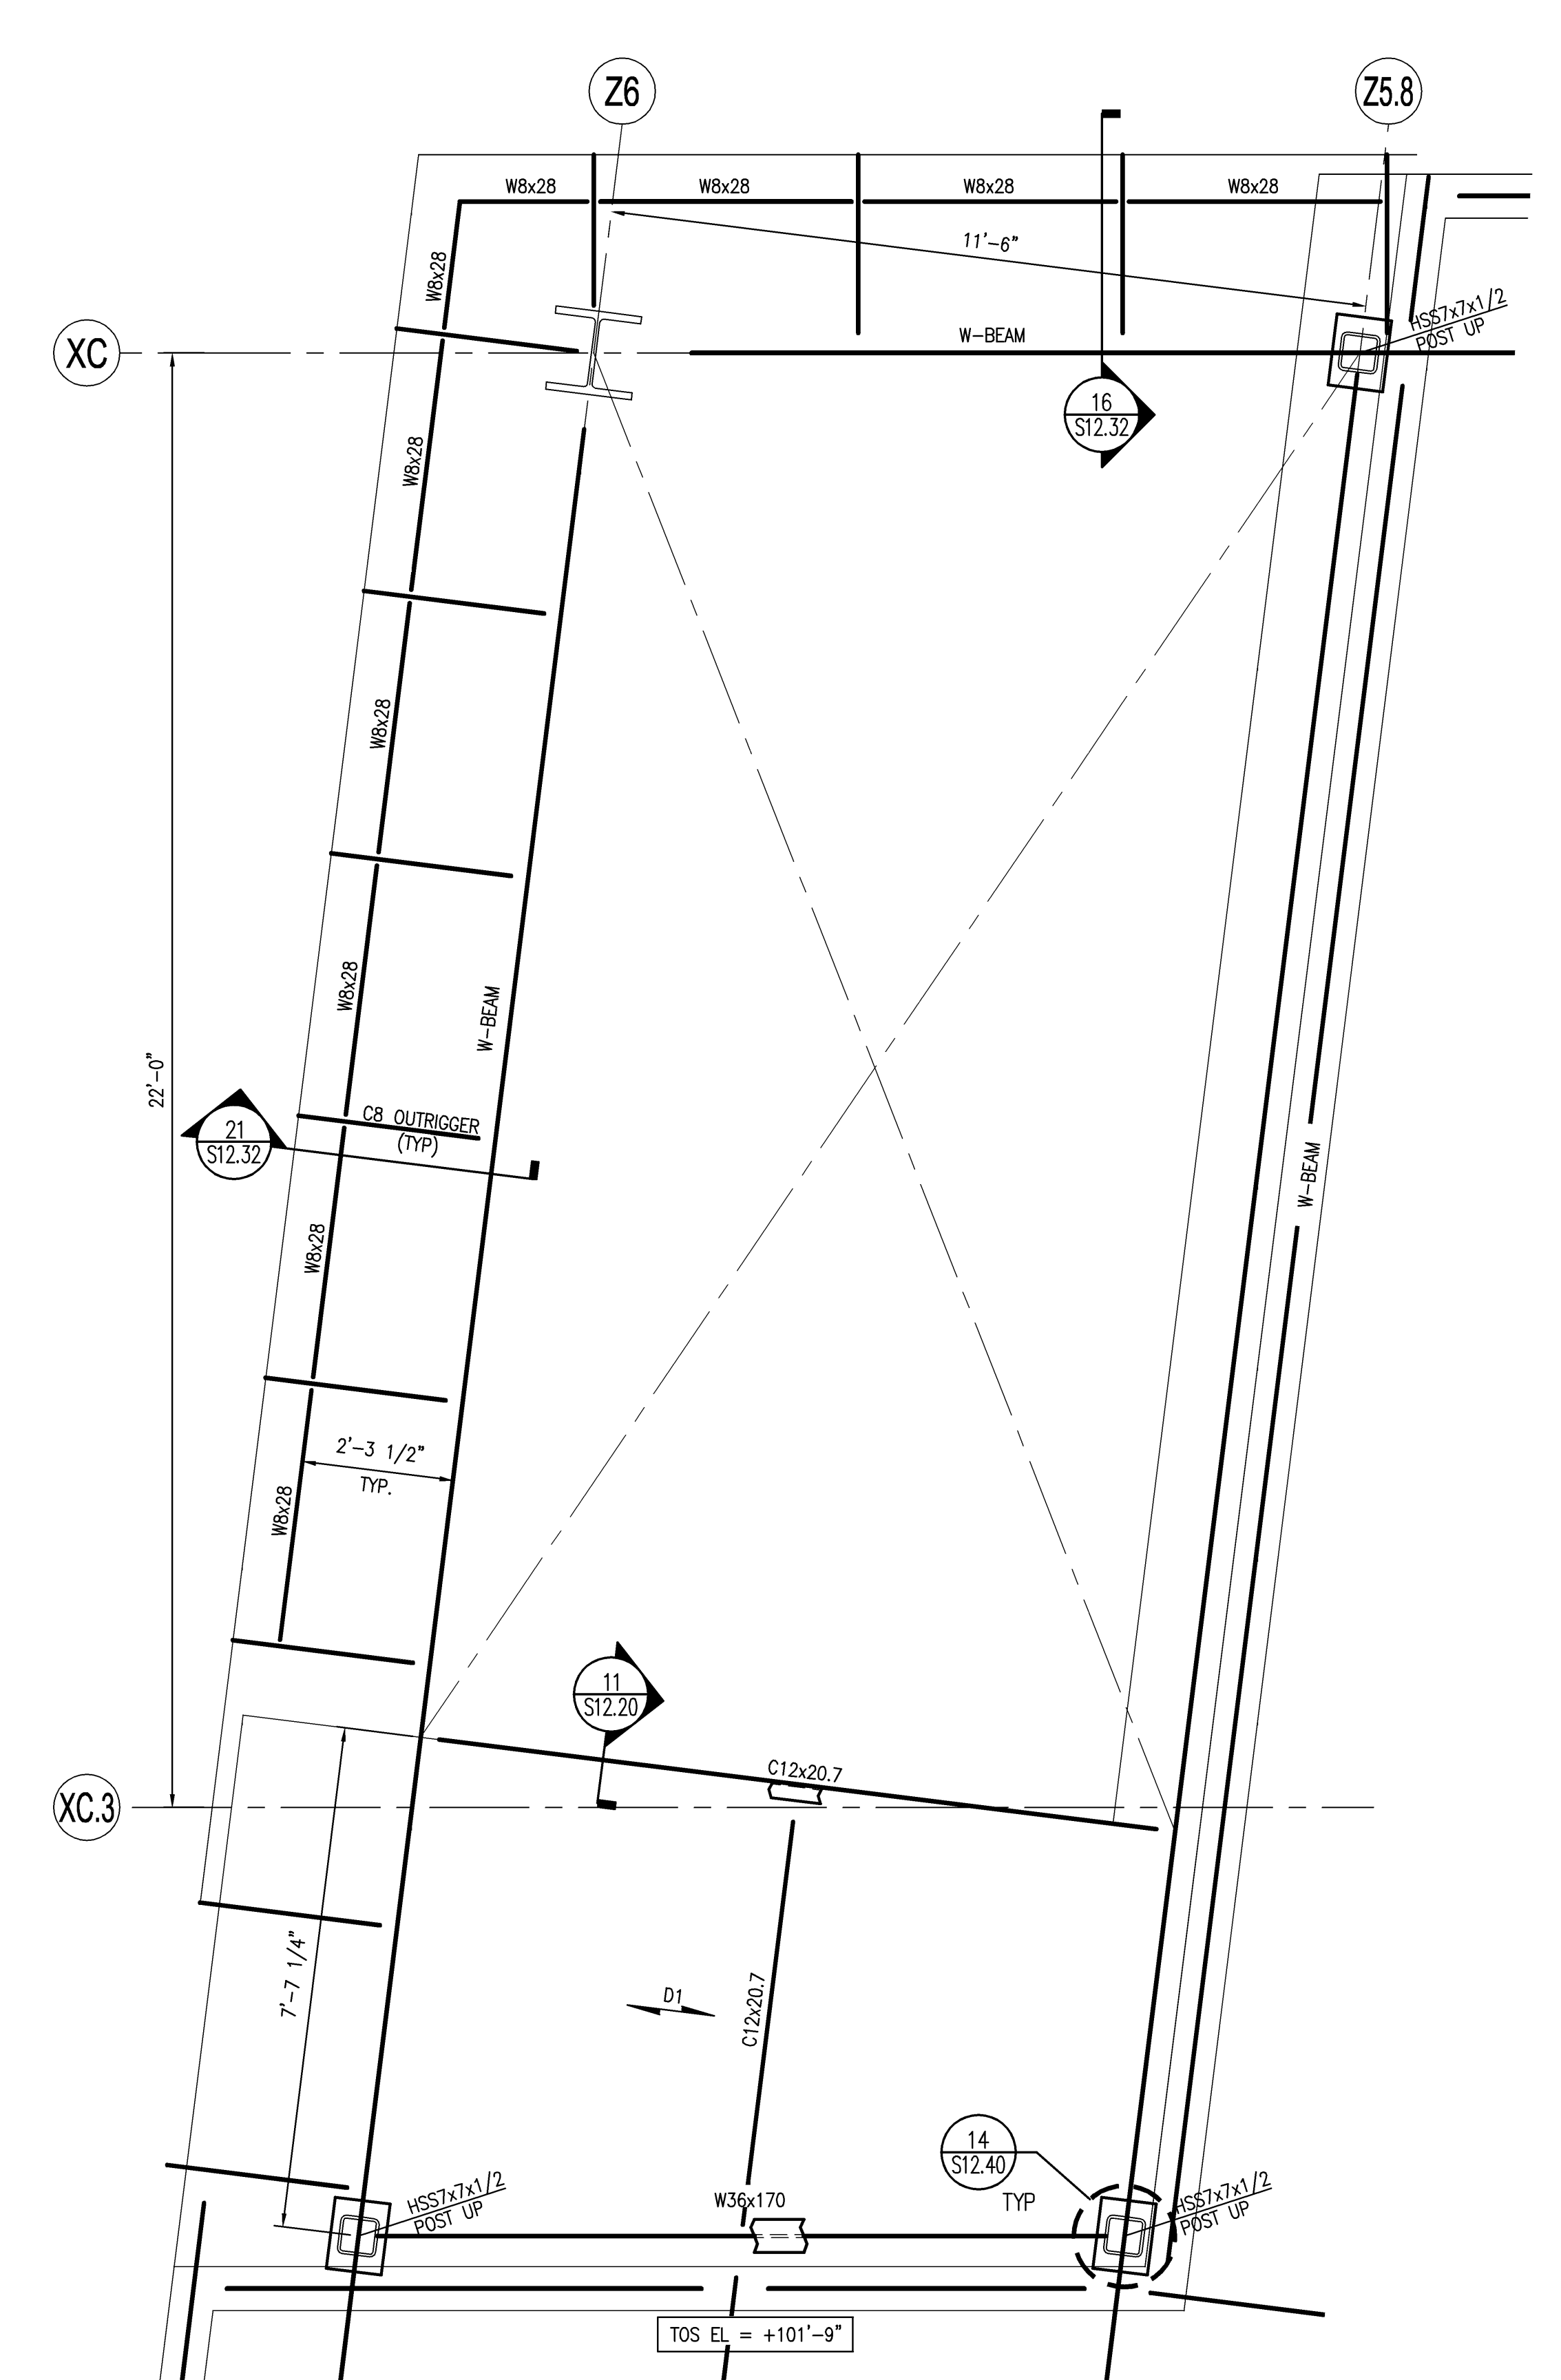 Z6
Z5.8
W8x28
W8x28
W8x28
W8x28
11'-6"
W8x28
HSS7x7x1/2
POST UP
W-BEAM
XC
16
S12.32
W8x28
W8x28
W8x28
W-BEAM
22'-0"
C8 OUTRIGGER
(TYP)
21
S12.32
W-BEAM
W8x28
2'-3 1/2"
TYP.
W8x28
11
S12.20
C12x20.7
XC.3
7'-7 1/4"
D1
C12x20.7
14
S12.40
TYP
HSS7x7x1/2
POST UP
W36x170
HSS7x7x1/2
POST UP
TOS EL = +101'-9"